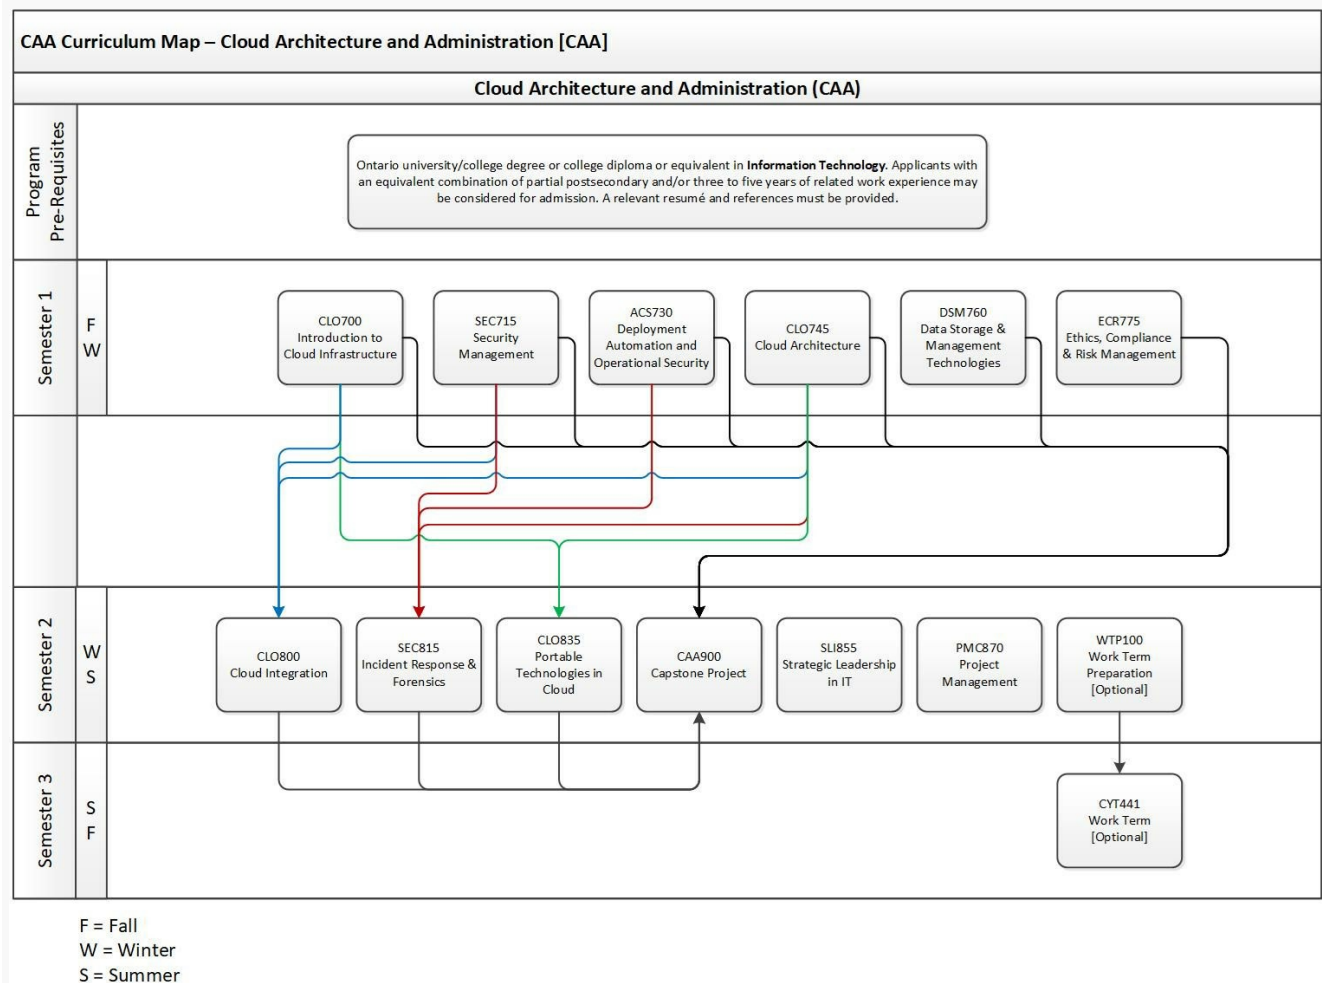 CAA Curriculum Map – Cloud Architecture and Administration [CAA]
Cloud Architecture and Administration (CAA)
Program
Pre-Requisites
Ontario university/college degree or college diploma or equivalent in Information Technology. Applicants with
an equivalent combination of partial postsecondary and/or three to five years of related work experience may
be considered for admission. A relevant resumé and references must be provided.
Semester 1
F
W
CLO700
Introduction to
Cloud Infrastructure
SEC715
Security
Management
ACS730
Deployment
Automation and
Operational Security
CLO745
Cloud Architecture
DSM760
Data Storage &
Management
Technologies
ECR775
Ethics, Compliance
& Risk Management
Semester 2
W
S
CLO800
Cloud Integration
SEC815
Incident Response &
Forensics
CLO835
Portable
Technologies in
Cloud
CAA900
Capstone Project
SLI855
Strategic Leadership
in IT
PMC870
Project
Management
WTP100
Work Term
Preparation
[Optional]
Semester 3
S
F
CYT441
Work Term
[Optional]
F = Fall
W = Winter
S = Summer